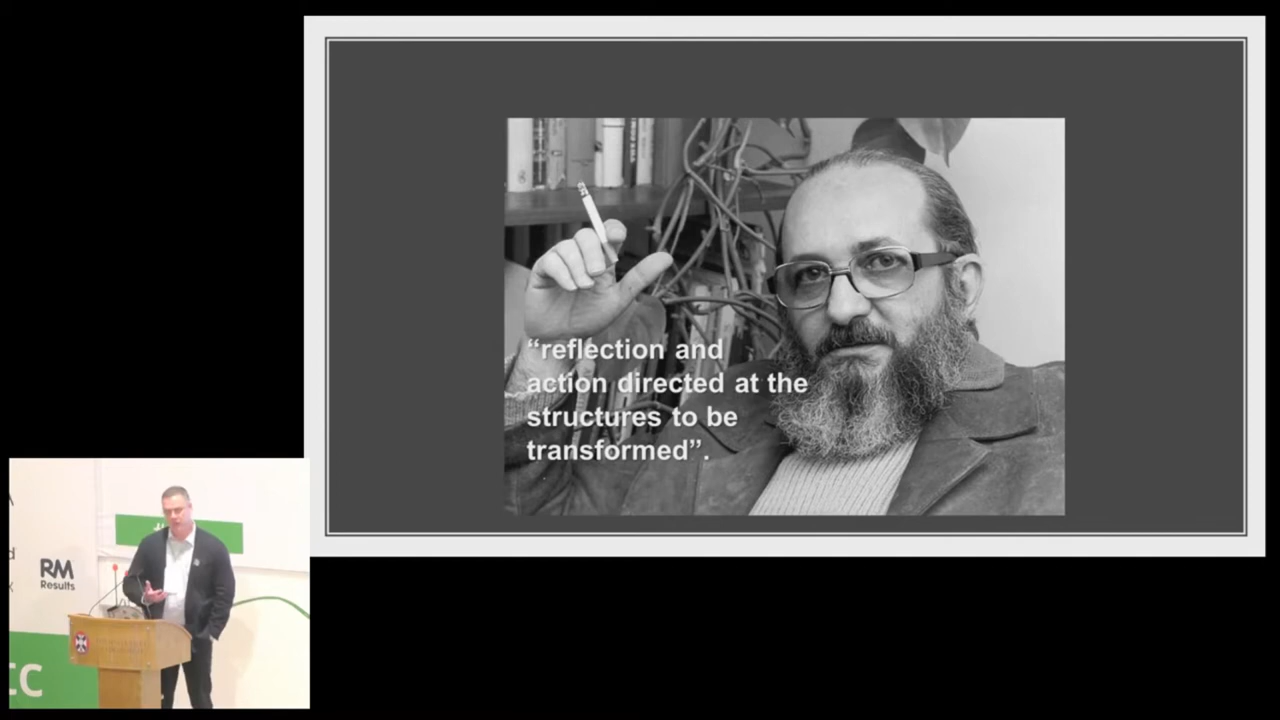 “reflection and
action directed at the
structures to be
transformed”.
RM
Results